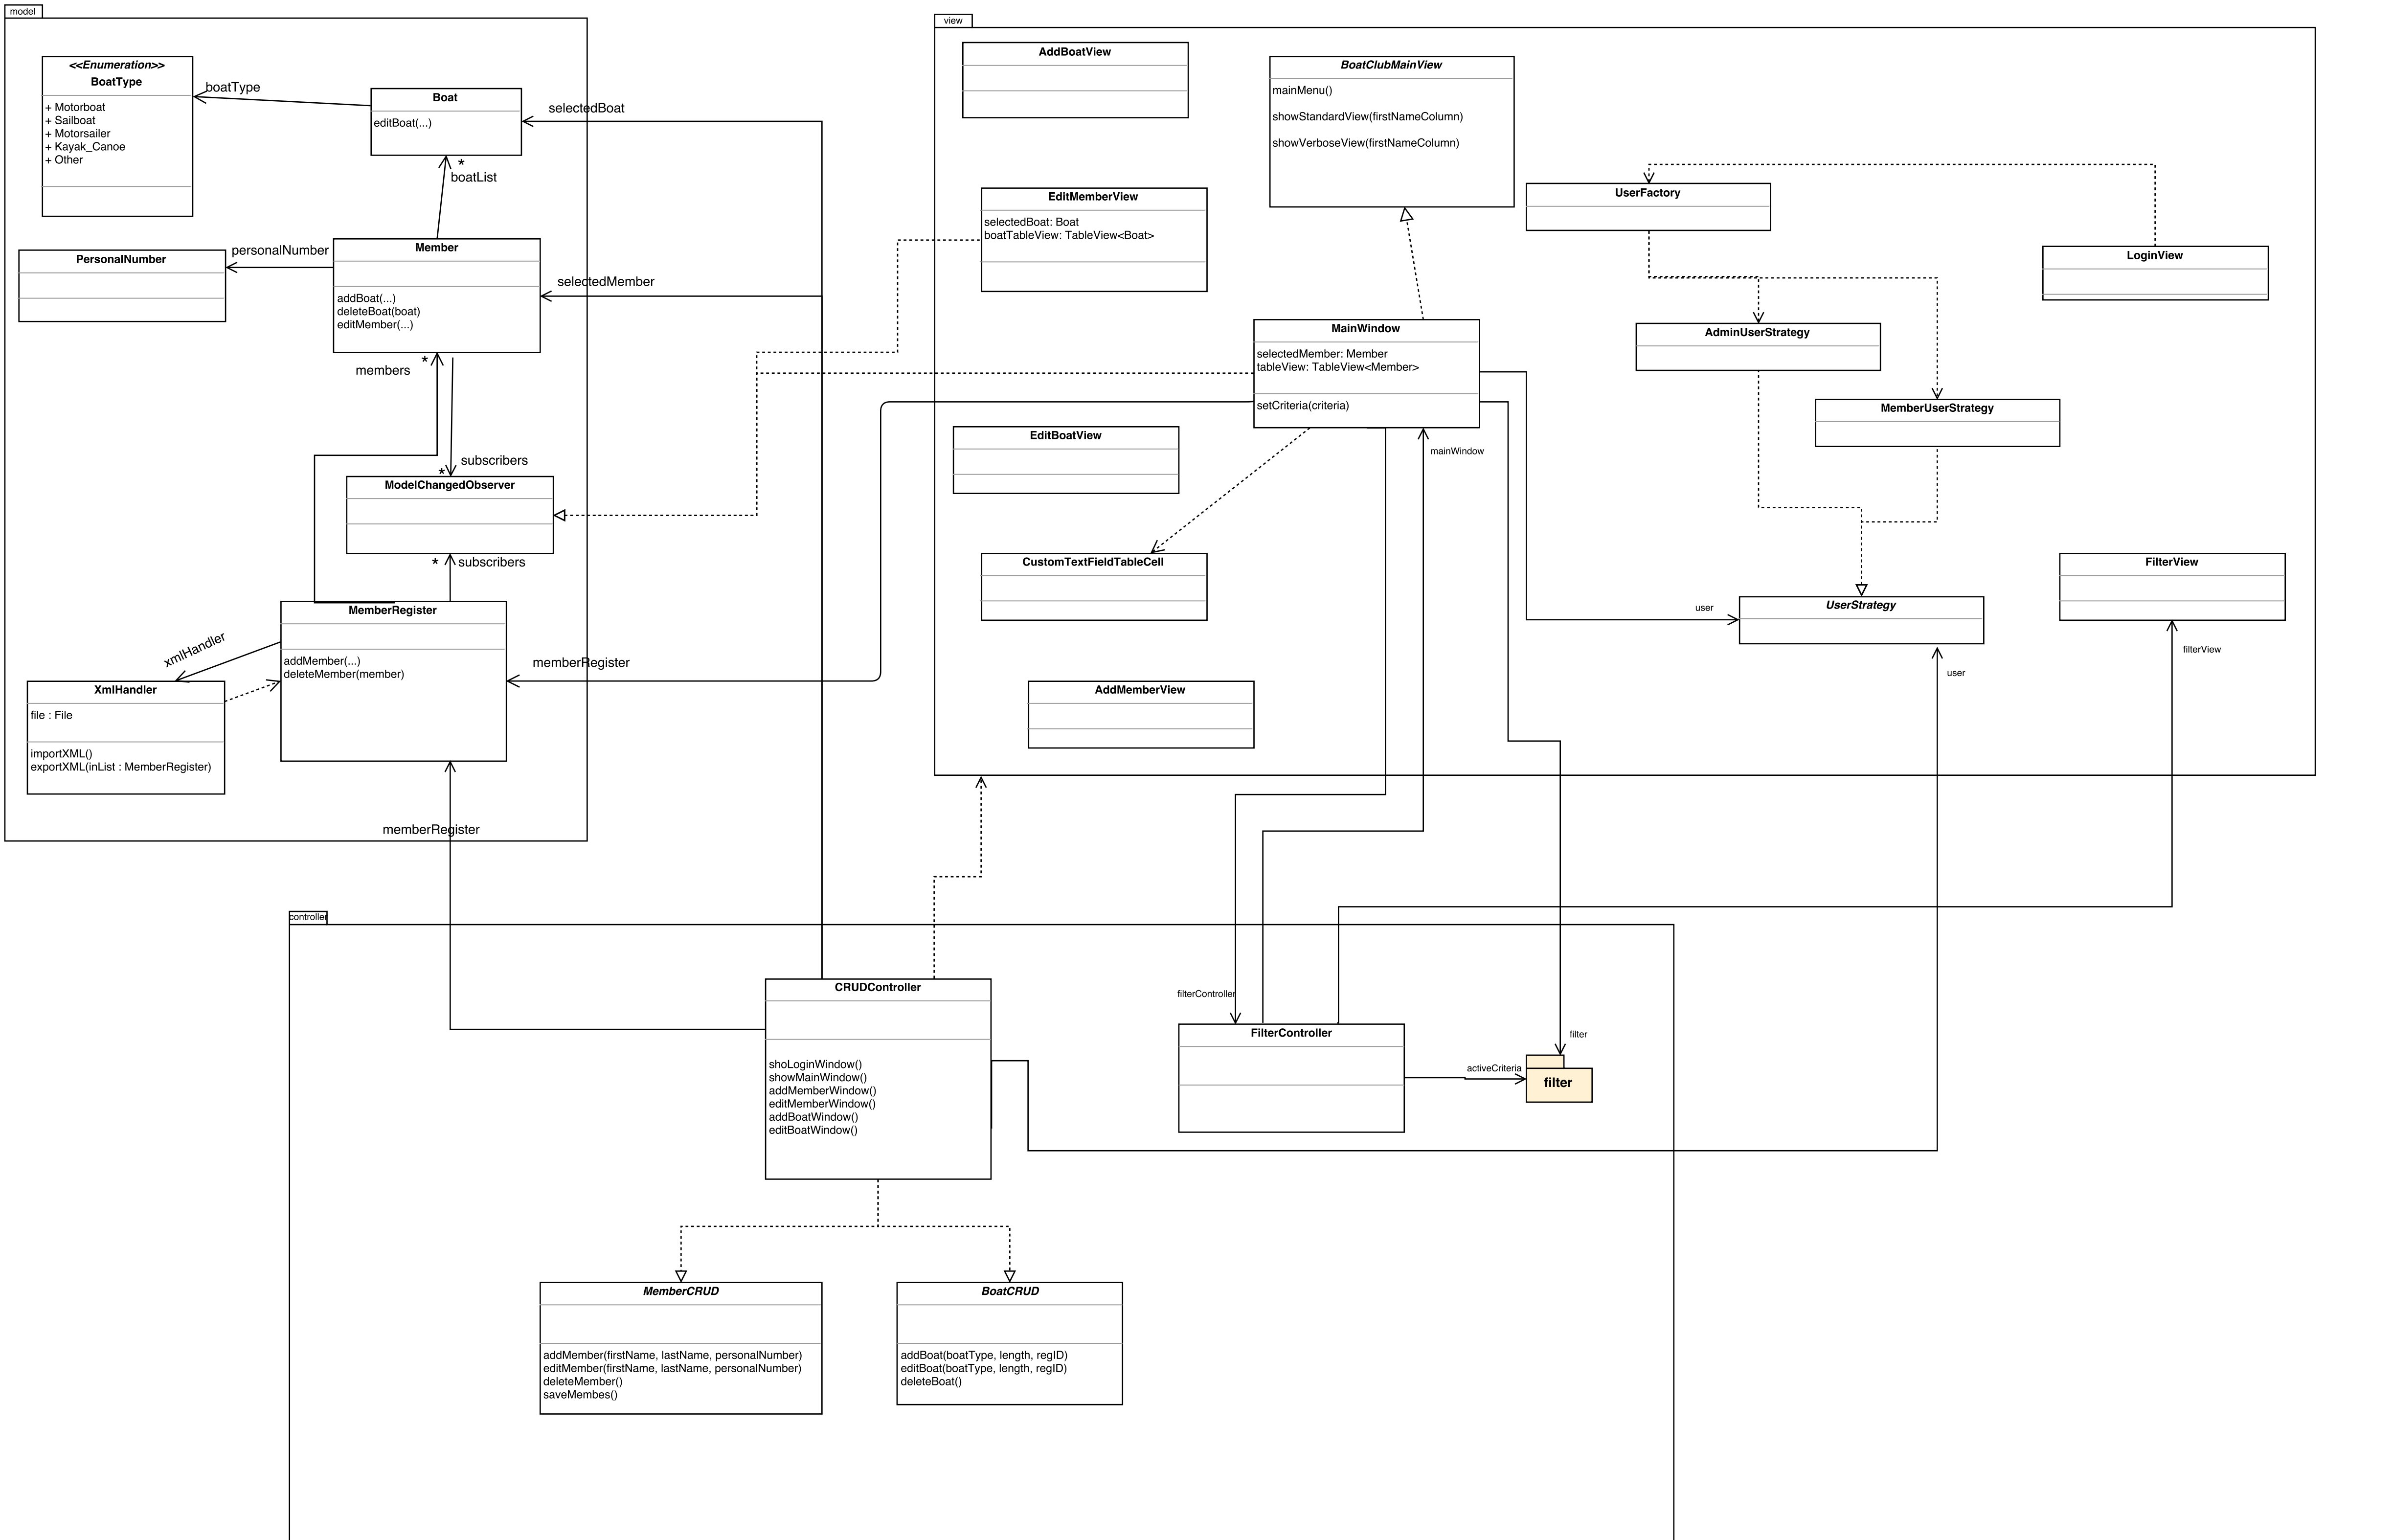 model
<<Enumeration>>
BoatType
+ Motorboat
+ Sailboat
+ Motorsailer
+ Kayak_Canoe
+ Other
boatType
Boat
editBoat(...)
selectedBoat
*
boatList
PersonalNumber
personalNumber
Member
addBoat(...)
deleteBoat(boat)
editMember(...)
selectedMember
*
members
subscribers
*
ModelChangedObserver
*
subscribers
MemberRegister
addMember(...)
deleteMember(member)
xmlHandler
XmlHandler
file : File
importXML()
exportXML(inList : MemberRegister)
memberRegister
memberRegister
view
AddBoatView
BoatClubMainView
mainMenu()
showStandardView(firstNameColumn)
showVerboseView(firstNameColumn)
EditMemberView
selectedBoat: Boat
boatTableView: TableView<Boat>
UserFactory
LoginView
MainWindow
selectedMember: Member
tableView: TableView<Member>
setCriteria(criteria)
AdminUserStrategy
MemberUserStrategy
EditBoatView
mainWindow
CustomTextFieldTableCell
FilterView
user
UserStrategy
filterView
user
AddMemberView
controller
CRUDController
shoLoginWindow()
showMainWindow()
addMemberWindow()
editMemberWindow()
addBoatWindow()
editBoatWindow()
filterController
FilterController
filter
activeCriteria
filter
MemberCRUD
addMember(firstName, lastName, personalNumber)
editMember(firstName, lastName, personalNumber)
deleteMember()
saveMembes()
BoatCRUD
addBoat(boatType, length, regID)
editBoat(boatType, length, regID)
deleteBoat()